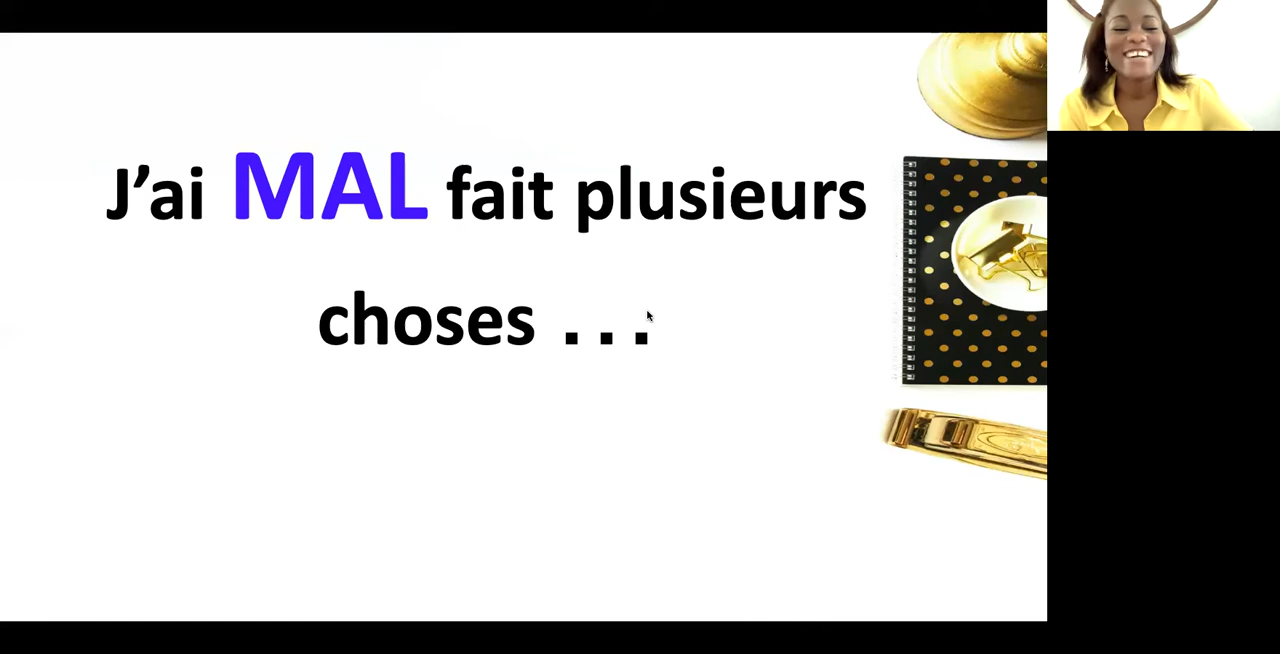 J’ai MAL fait plusieurs
choses . . .